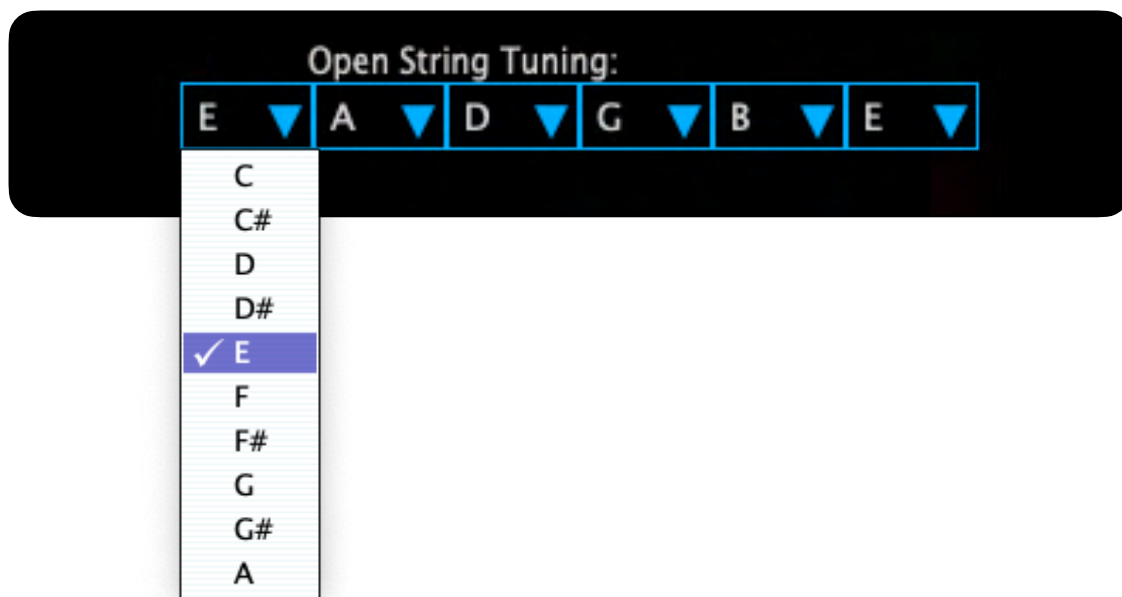 Open String Tuning:
E A D G B E
C
C#
D
D#
✓ E
F
F#
G
G#
A